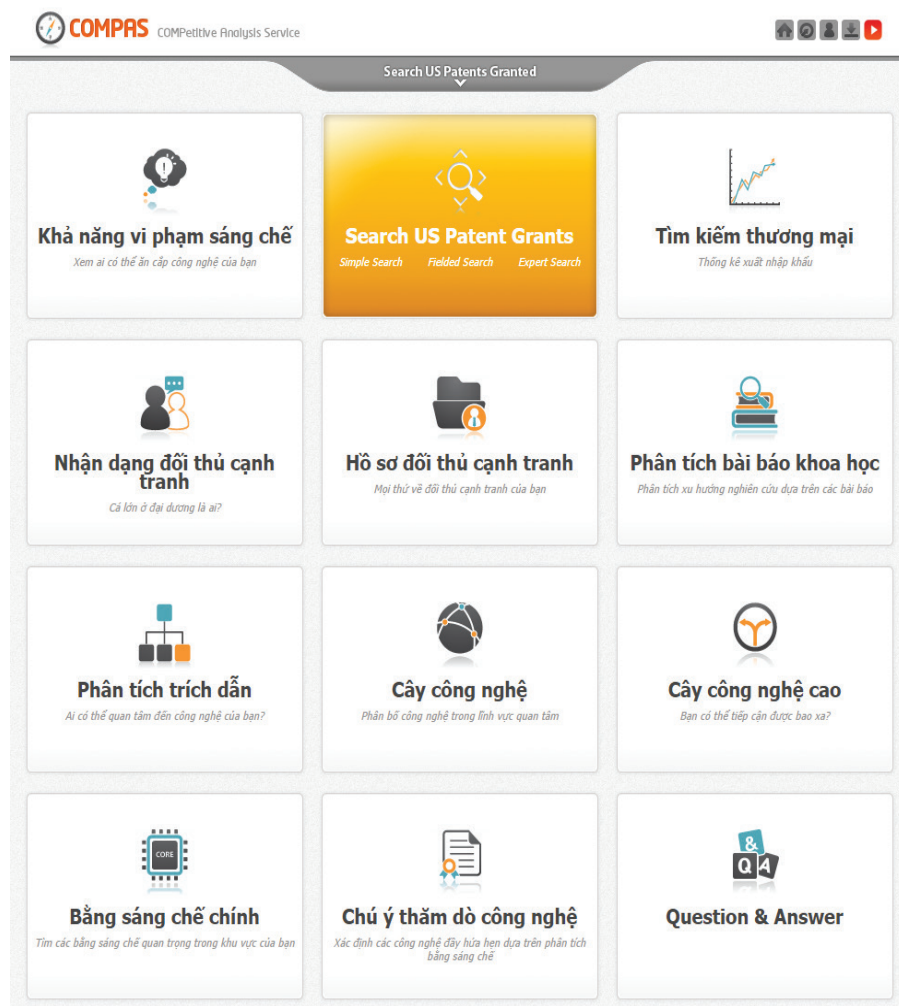 COMPAS COMPetitive Analysis Service
Search US Patents Granted
Khả năng vi phạm sáng chế
Xem ai có thể ăn cắp công nghệ của bạn
Search US Patent Grants
Simple Search Fielded Search Expert Search
Tìm kiếm thương mại
Thống kê xuất nhập khẩu
Nhận dạng đối thủ cạnh
tranh
Cá lớn ở đại dương là ai?
Hồ sơ đối thủ cạnh tranh
Mọi thứ về đối thủ cạnh tranh của bạn
Phân tích bài báo khoa học
Phân tích xu hướng nghiên cứu dựa trên các bài báo
Phân tích trích dẫn
Ai có thể quan tâm đến công nghệ của bạn?
Cây công nghệ
Phân bố công nghệ trong lĩnh vực quan tâm
Cây công nghệ cao
Bạn có thể tiếp cận được bao xa?
CORE
Bằng sáng chế chính
Tìm các bằng sáng chế quan trọng trong khu vực của bạn
Chú ý thăm dò công nghệ
Xác định các công nghệ đầy hứa hẹn dựa trên phân tích
bằng sáng chế
&
Q A
Question & Answer